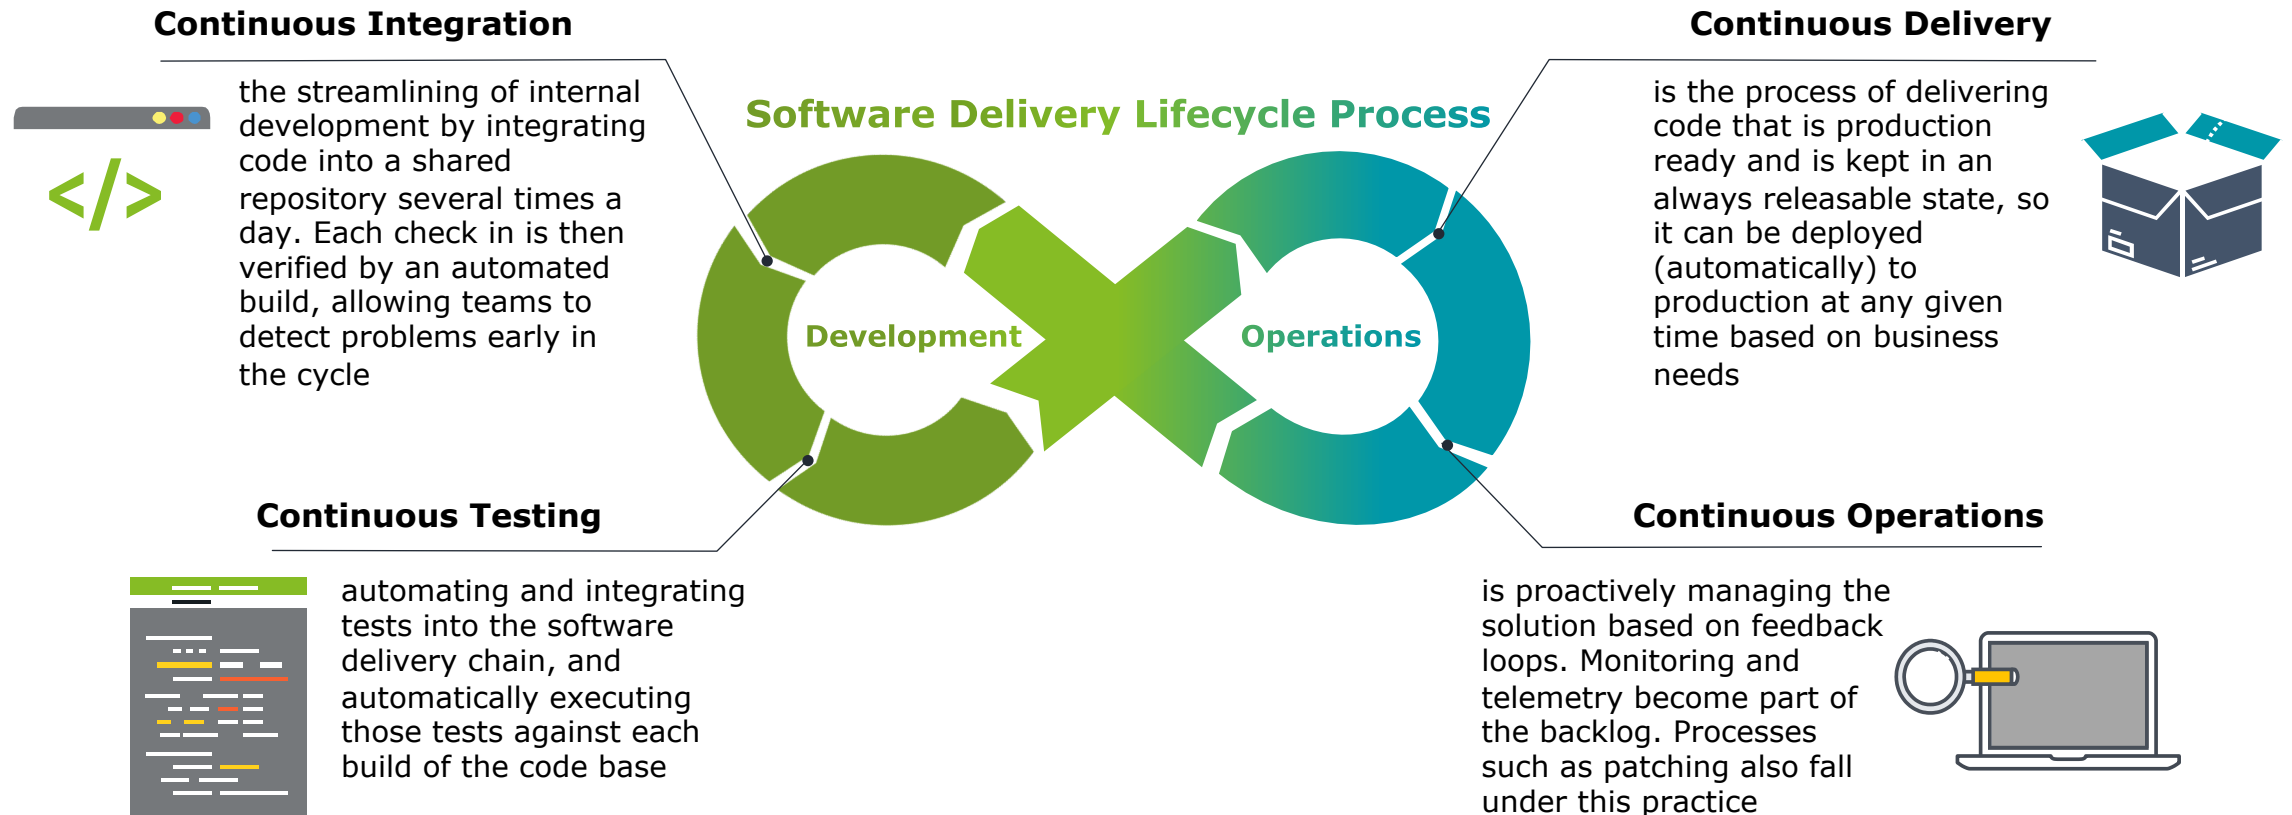 Continuous Integration
the streamlining of internal
development by integrating
code into a shared
repository several times a
day. Each check in is then
verified by an automated
build, allowing teams to
detect problems early in
the cycle
Software Delivery Lifecycle Process
Development
Operations
Continuous Delivery
is the process of delivering
code that is production
ready and is kept in an
always releasable state, so
it can be deployed
(automatically) to
production at any given
time based on business
needs
Continuous Testing
automating and integrating
tests into the software
delivery chain, and
automatically executing
those tests against each
build of the code base
Continuous Operations
is proactively managing the
solution based on feedback
loops. Monitoring and
telemetry become part of
the backlog. Processes
such as patching also fall
under this practice